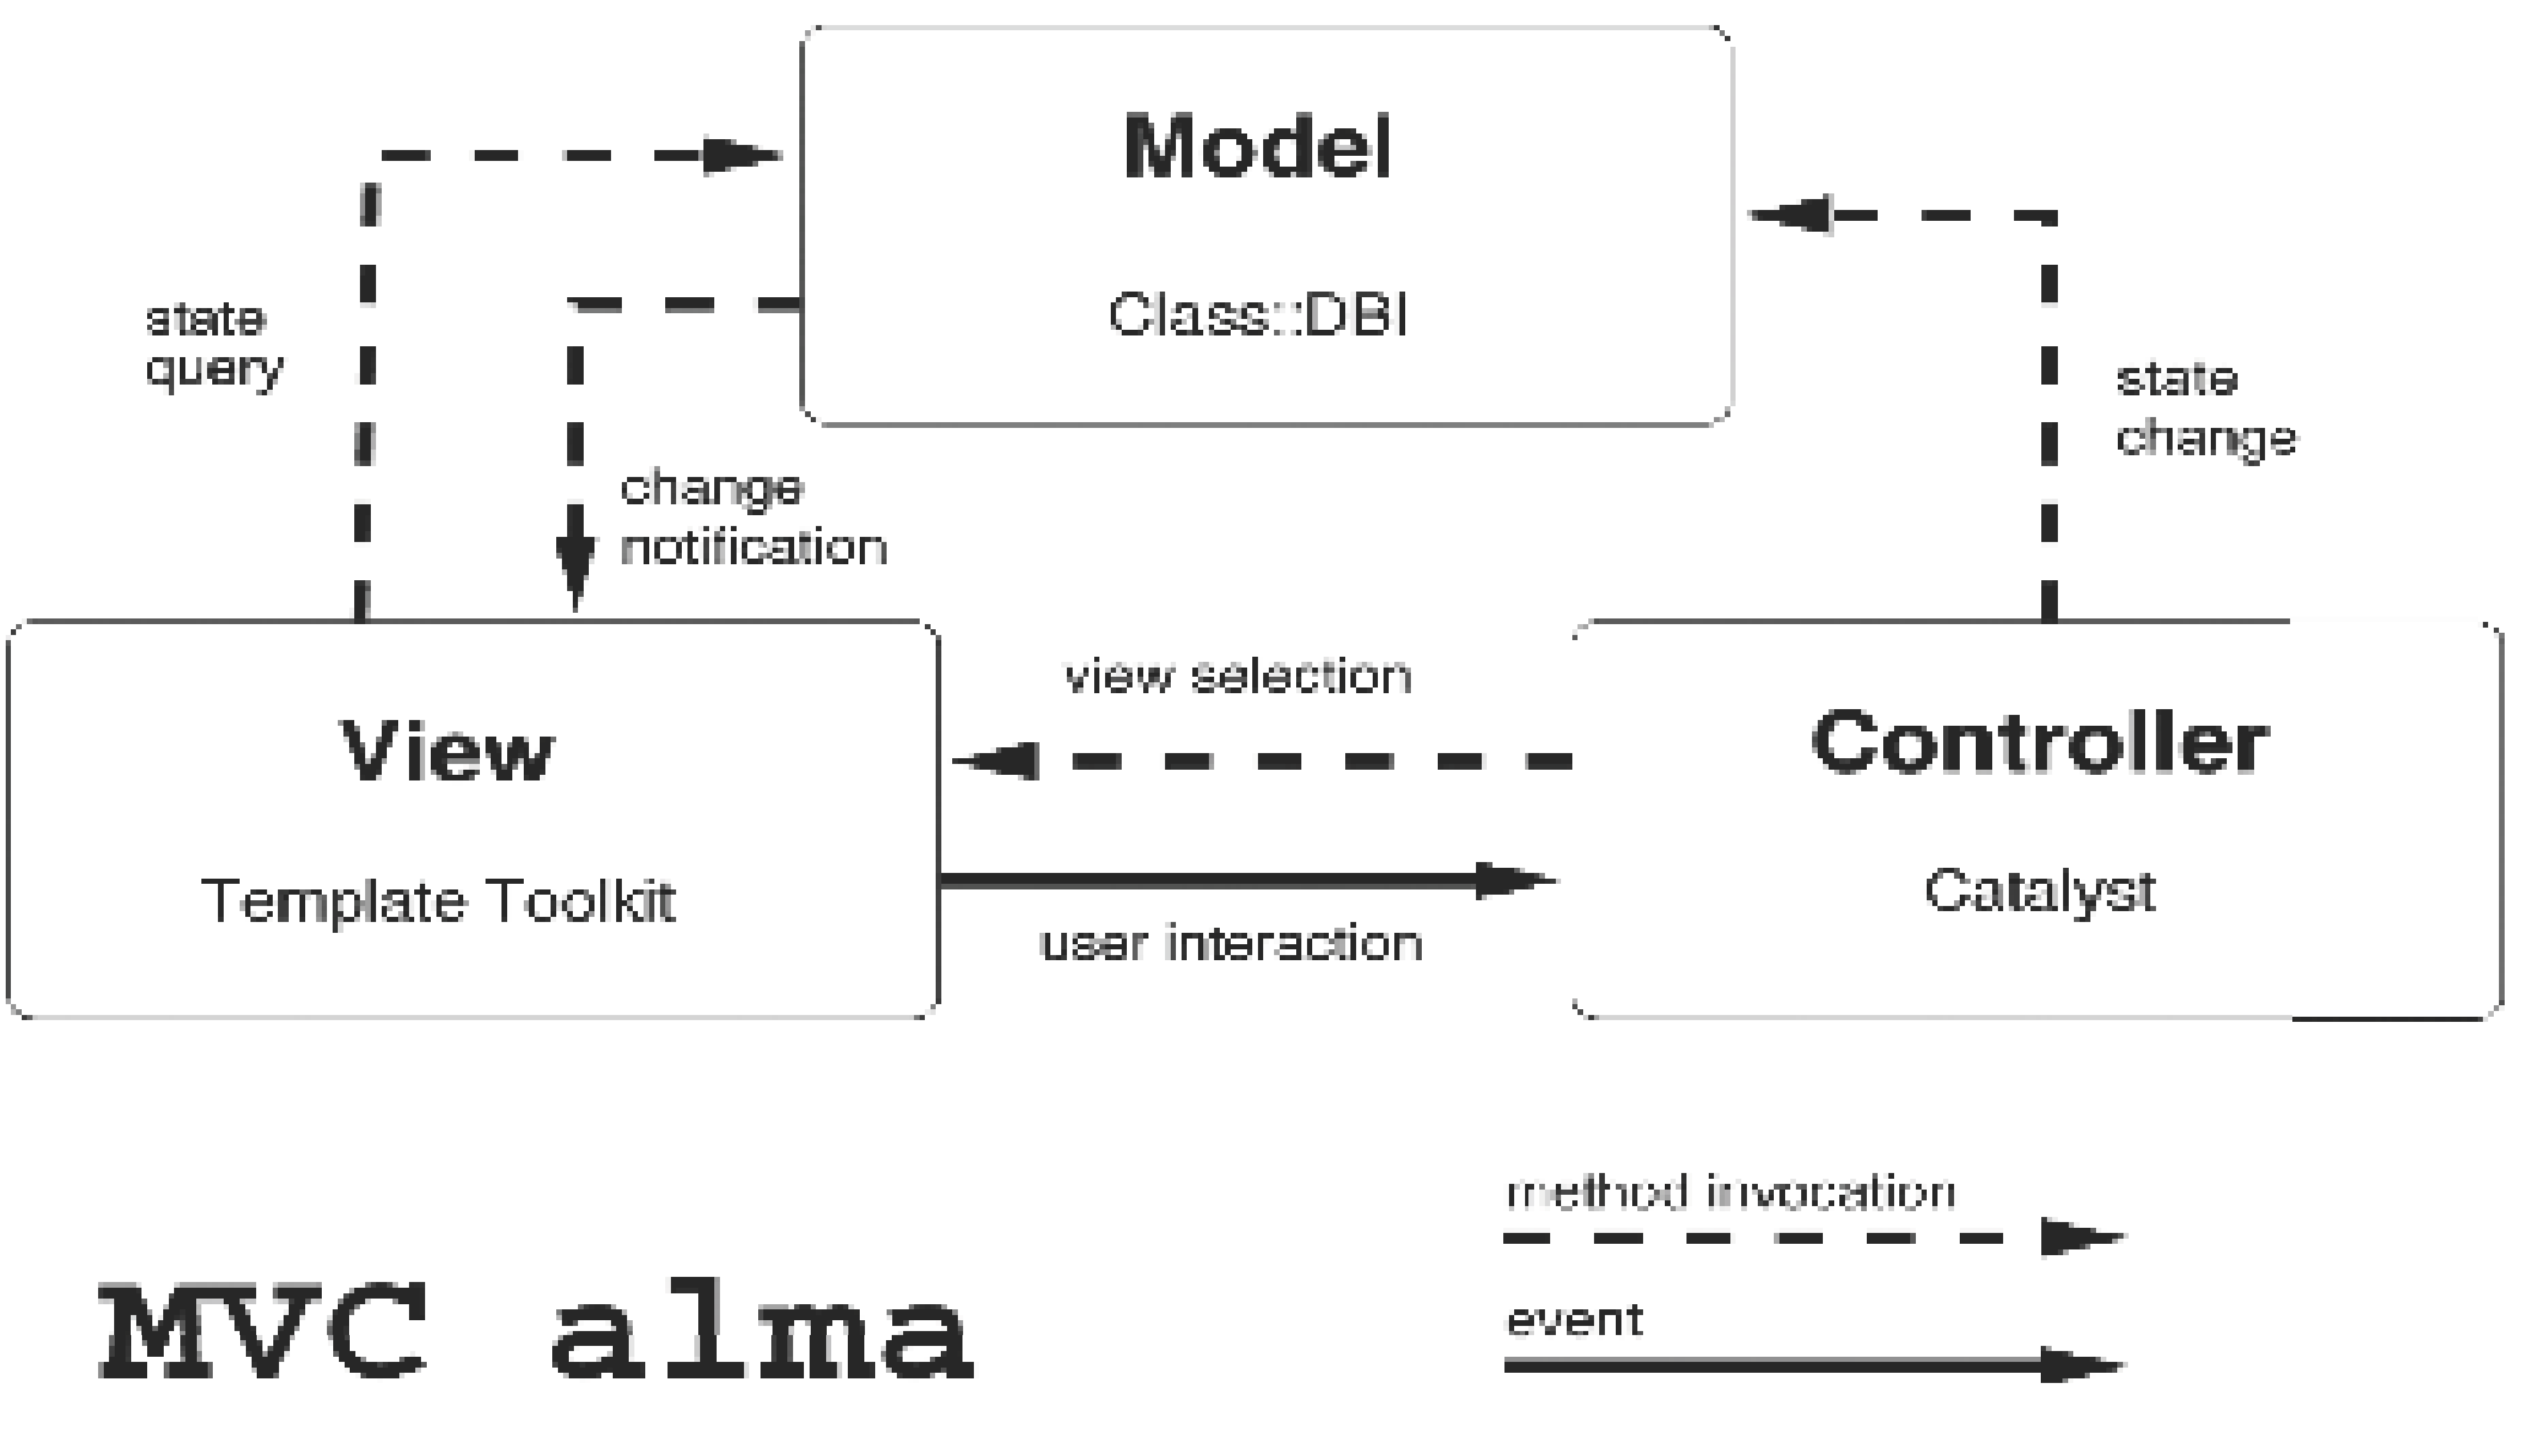 Model
Class::DBI
state
query
state
change
change
notification
view selection
View
Controller
Template Toolkit
Catalyst
user interaction
method invocation
event
MVC alma